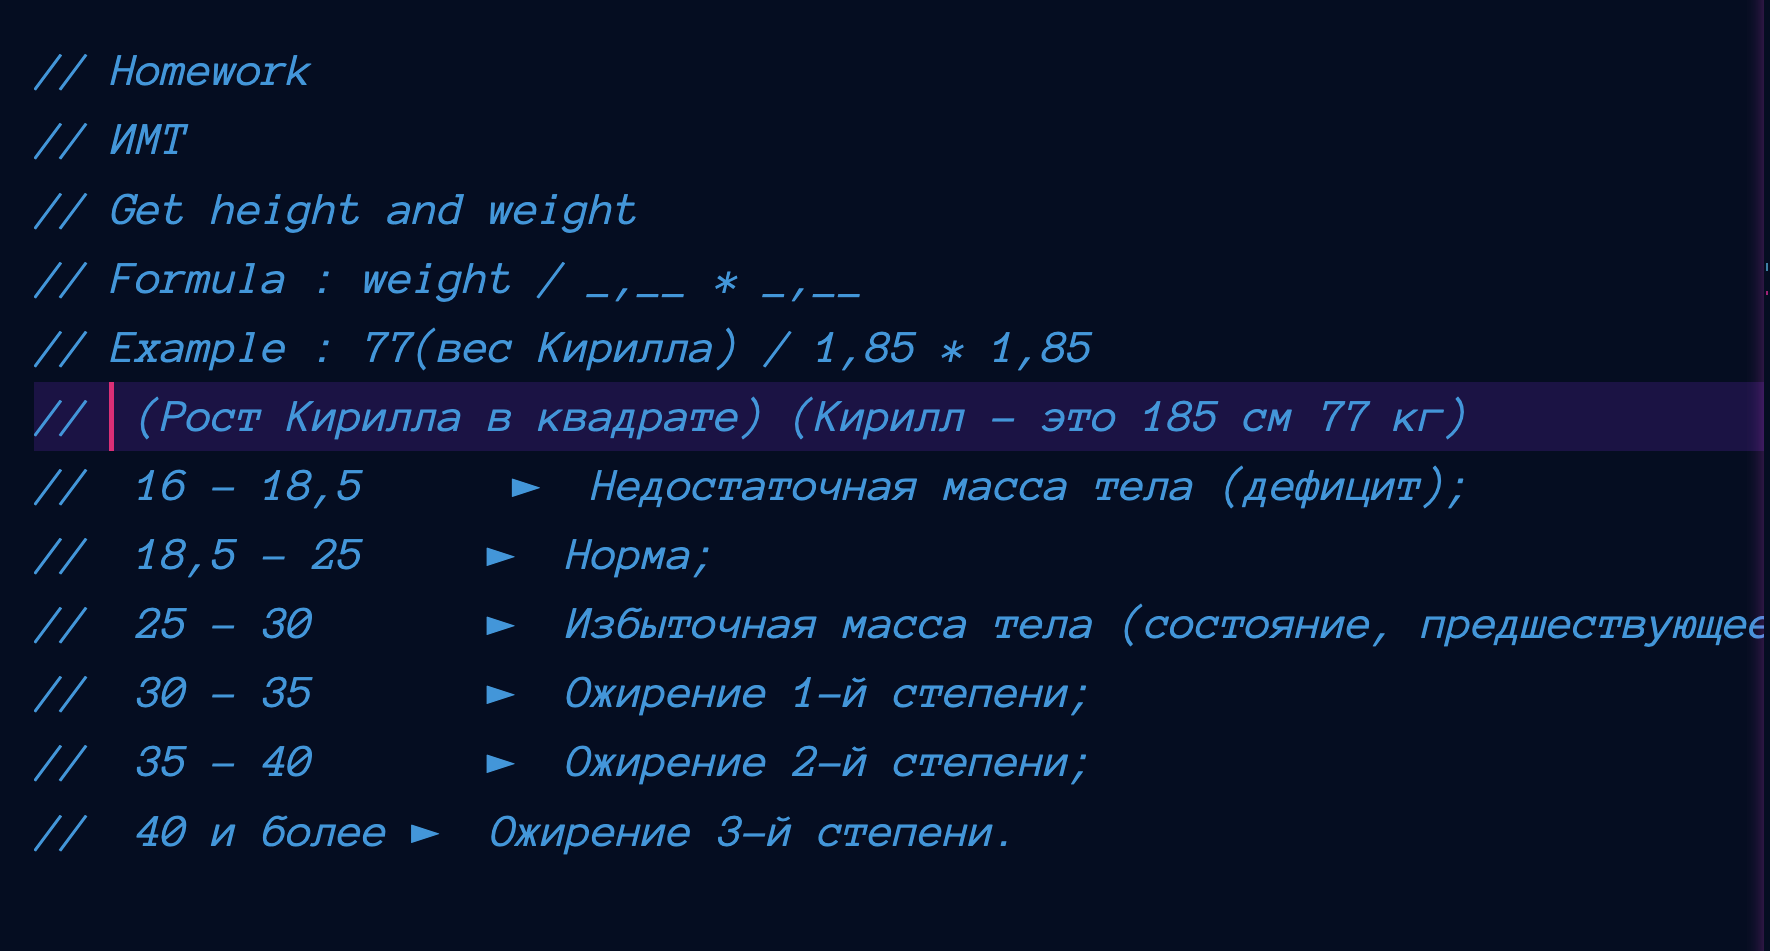 // Homework
// ИМТ
// Get height and weight
// Formula : weight / _,__ * _,__
// Example : 77(вес Кирилла) / 1,85 * 1,85
// (Рост Кирилла в квадрате) (Кирилл - это 185 см 77 кг)
// 16 - 18,5 ► Недостаточная масса тела (дефицит);
// 18,5 - 25 ► Норма;
// 25 - 30 ► Избыточная масса тела (состояние, предшествующее
// 30 - 35 ► Ожирение 1-й степени;
// 35 - 40 ► Ожирение 2-й степени;
// 40 и более ► Ожирение 3-й степени.